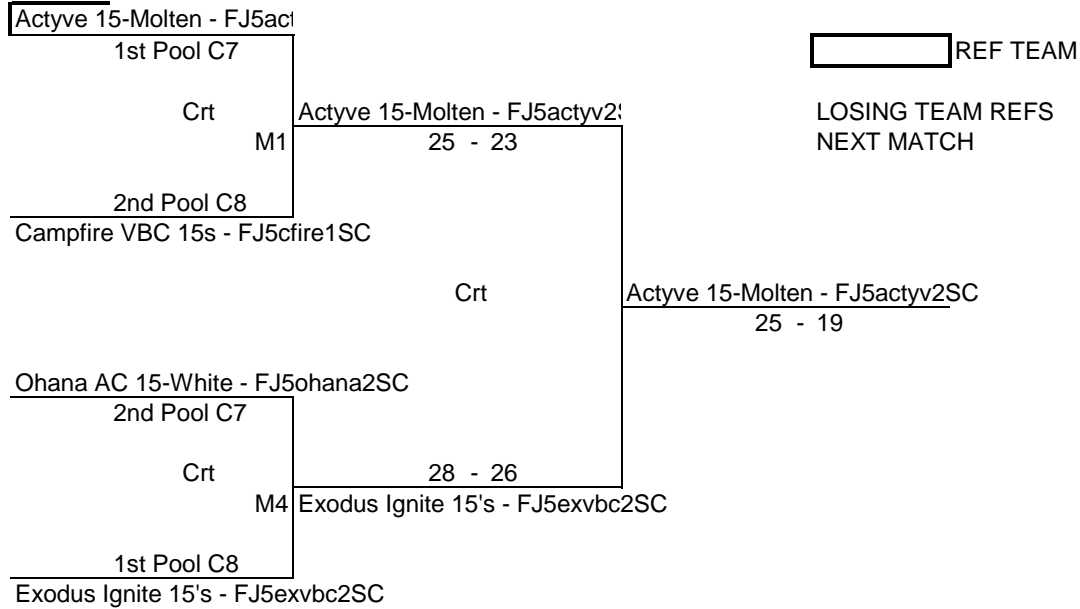 Actyve 15-Molten - FJ5act
1st Pool C7
REF TEAM
Crt
Actyve 15-Molten - FJ5actyv2
LOSING TEAM REFS
M1
25 - 23
NEXT MATCH
2nd Pool C8
Campfire VBC 15s - FJ5cfire1SC
Crt
Actyve 15-Molten - FJ5actyv2SC
25 - 19
Ohana AC 15-White - FJ5ohana2SC
2nd Pool C7
Crt
28 - 26
M4
Exodus Ignite 15's - FJ5exvbc2SC
1st Pool C8
Exodus Ignite 15's - FJ5exvbc2SC